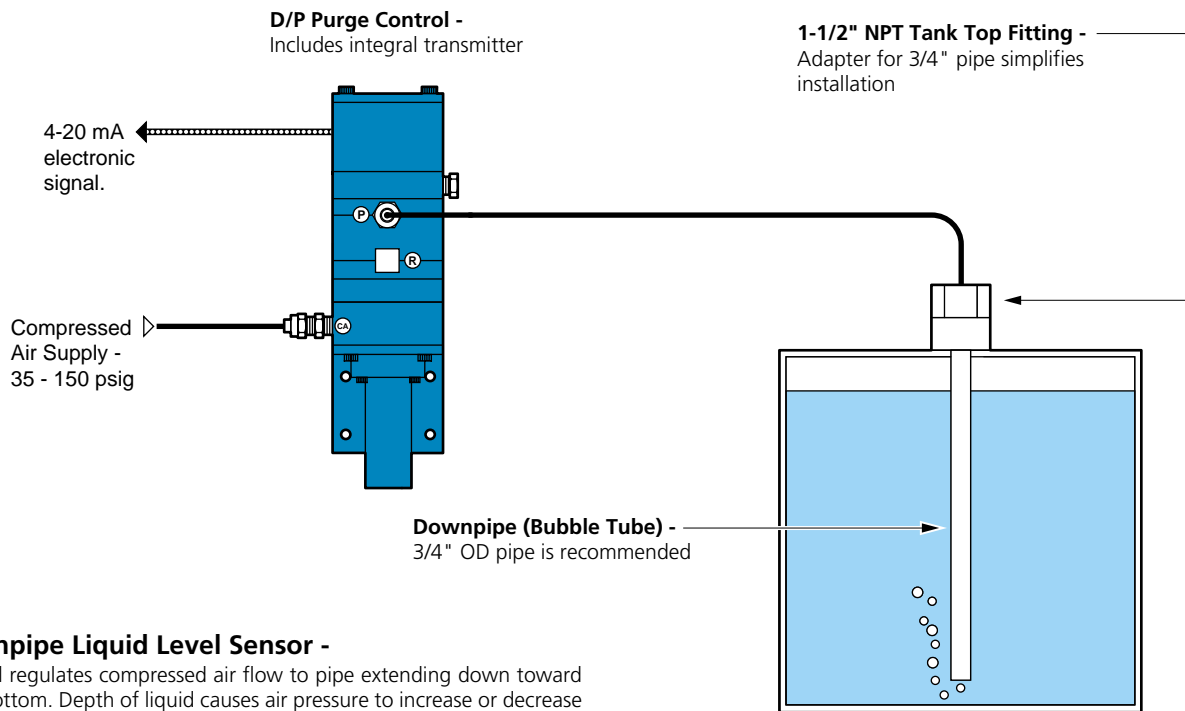 D/P Purge Control -
Includes integral transmitter
1-1/2" NPT Tank Top Fitting -
Adapter for 3/4" pipe simplifies
installation
4-20 mA
electronic
signal.
P
R
Compressed
Air Supply -
35 - 150 psig
CA
Downpipe (Bubble Tube) -
3/4" OD pipe is recommended
npipe Liquid Level Sensor -
l regulates compressed air flow to pipe extending down toward
ottom. Depth of liquid causes air pressure to increase or decrease